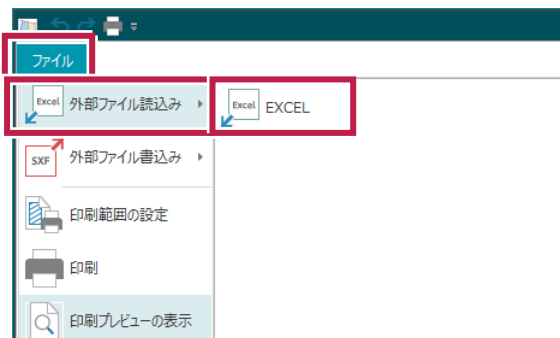 ファイル
Excel 外部ファイル読込み
Excel EXCEL
SXF 外部ファイル書込み
印刷範囲の設定
印刷
印刷プレビューの表示